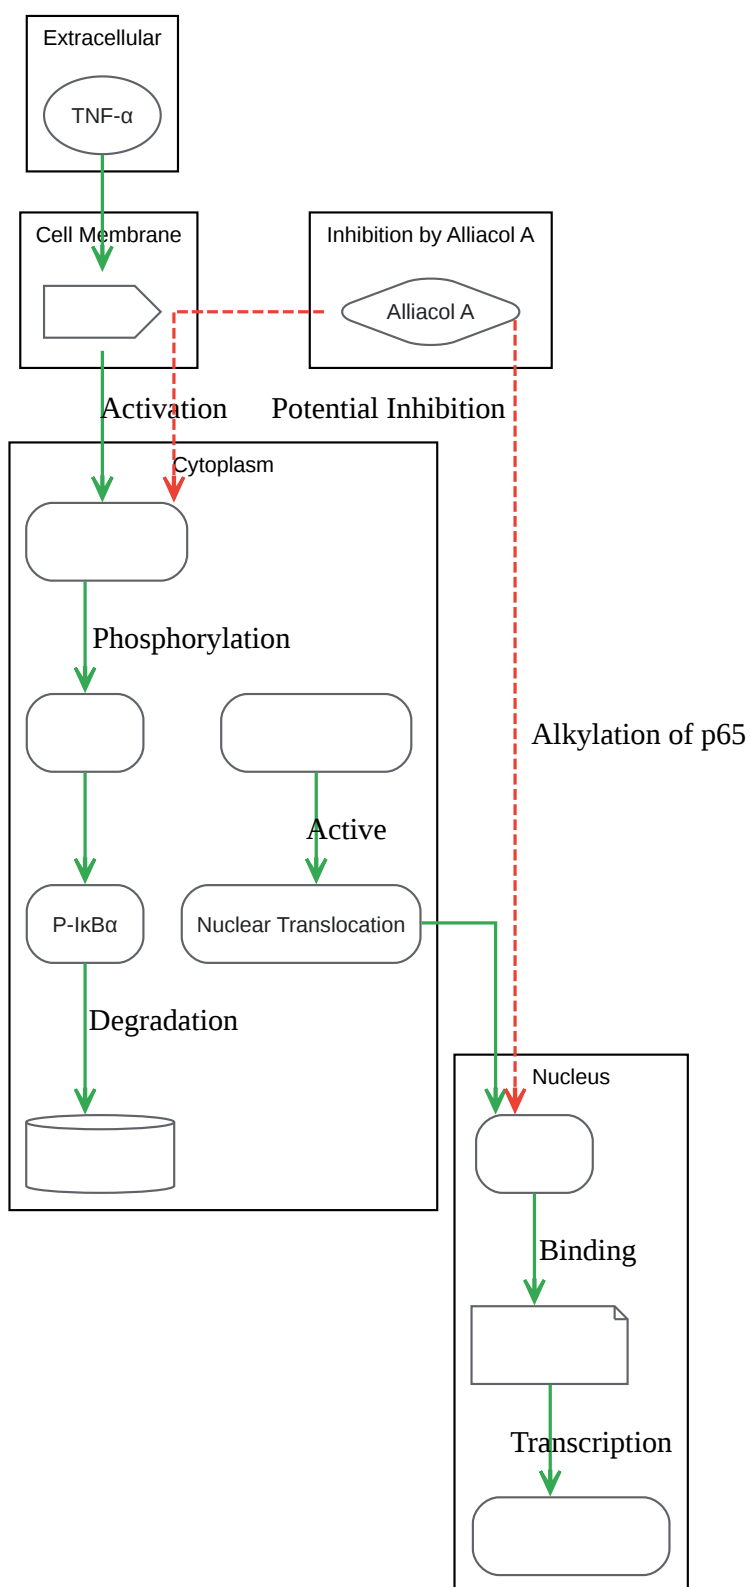 Extracellular
TNF-α
Cell Membrane
Inhibition by Alliacol A
Alliacol A
Activation
Potential Inhibition
Cytoplasm
Phosphorylation
Alkylation of p65
Active
P-IκBα
Nuclear Translocation
Degradation
Nucleus
Binding
Transcription